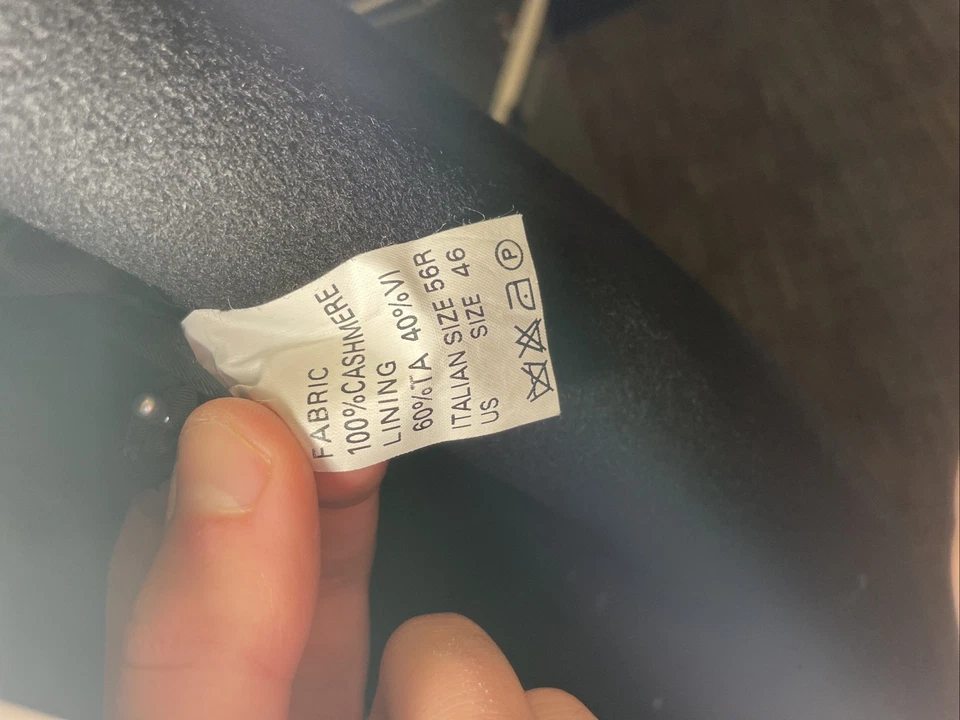 FABRIC
100%CASHMERE
LINING
60%TA 40%VI
ITALIAN SIZE 56R
US SIZE 46
P